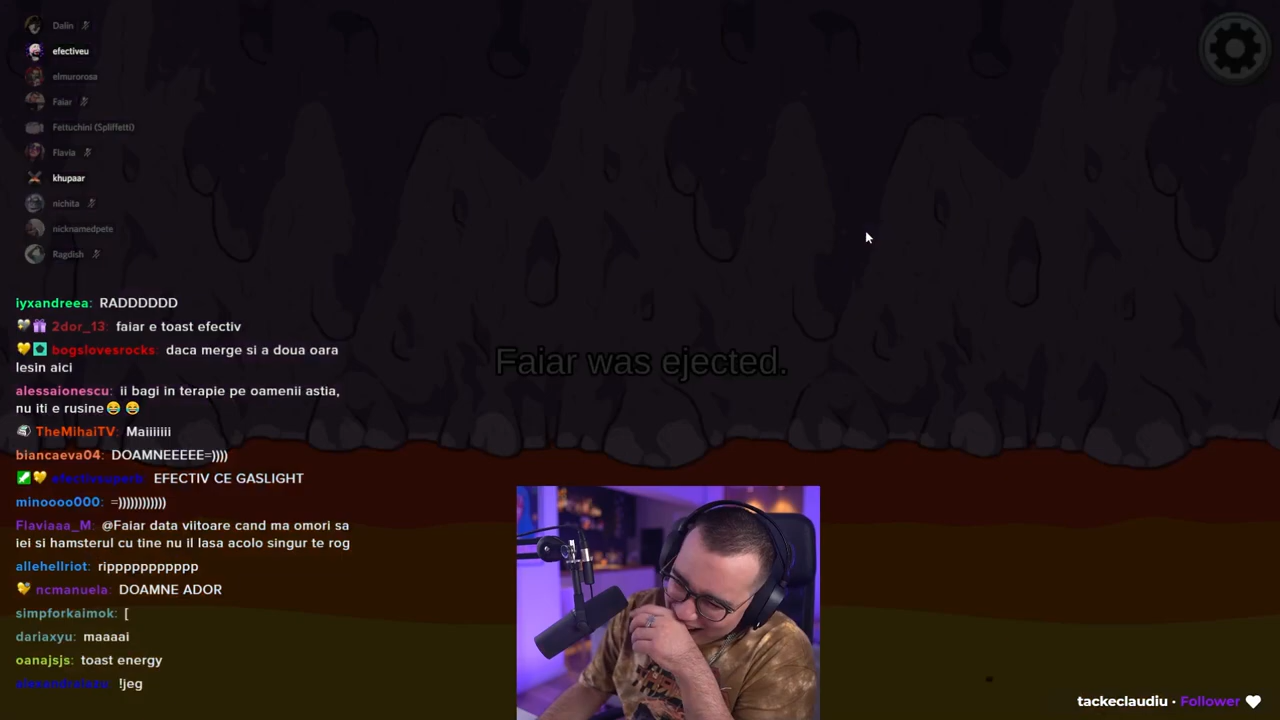 Dalin
efectiveu
elmurorosa
Faiar
Fettuchini (Spliffetti)
Flavia
khupaar
nichita
nicknamedpete
Ragdish
iyxandreea: RADDDDDD
2dor_13: faiar e toast efectiv
bogslovesrocks: daca merge si a doua oara
lesin aici
alessaionescu: ii bagi in terapie pe oamenii astia,
nu iti e rusine😂 😂
TheMihaiTV: Maiiiiiii
biancaeva04: DOAMNEEEEE=))))
EFECTIV CE GASLIGHT
minoooo000: =))))))))))))
Flaviaaa_M: @Faiar data viitoare cand ma omori sa
iei si hamsterul cu tine nu il lasa acolo singur te rog
allehellriot: rippppppppppp
ncmanuela: DOAMNE ADOR
simpforkaimok: [
dariaxyu: maaaai
oanajsjs: toast energy
!jeg
Faiar was ejected.
tackeclaudiu · Follower